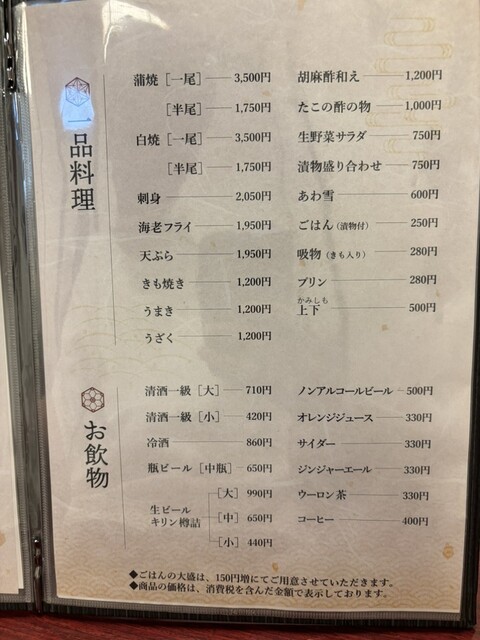 一品料理
蒲焼［一尾］ 3,500円
［半尾］ 1,750円
白焼［一尾］ 3,500円
［半尾］ 1,750円
刺身 2,050円
海老フライ 1,950円
天ぷら 1,950円
きも焼き 1,200円
うまき 1,200円
うざく 1,200円
胡麻酢和え 1,200円
たこの酢の物 1,000円
生野菜サラダ 750円
漬物盛り合わせ 750円
あわ雪 600円
ごはん（漬物付） 250円
吸物（きも入り） 280円
プリン 280円
かみしも
上下 500円
お飲物
清酒一級［大］ 710円
清酒一級［小］ 420円
冷酒 860円
瓶ビール［中瓶］ 650円
生ビール
キリン樽詰
［大］ 990円
［中］ 650円
［小］ 440円
ノンアルコールビール 500円
オレンジジュース 330円
サイダー 330円
ジンジャーエール 330円
ウーロン茶 330円
コーヒー 400円
◆ごはんの大盛は、150円増にてご用意させていただきます。
◆商品の価格は、消費税を含んだ金額で表示しております。